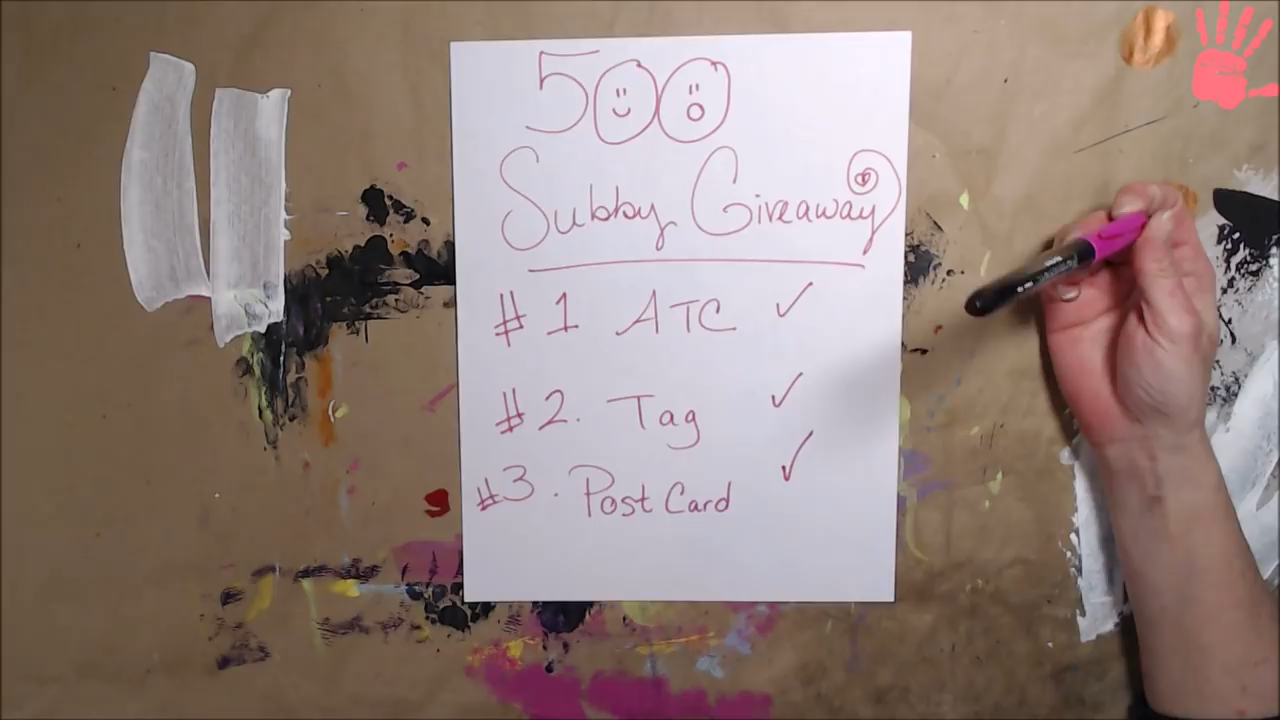 500
Subby Giveaway
#1 ATC ✓
#2. Tag ✓
#3. Post Card ✓